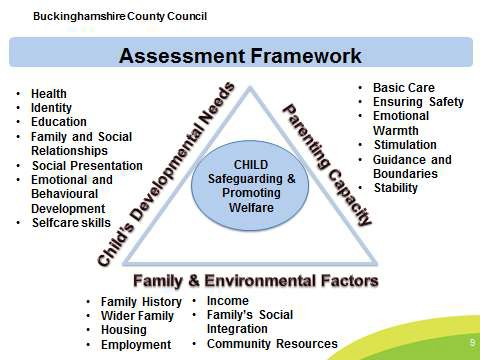 Buckinghamshire County Council
Assessment Framework
• Health
• Identity
• Education
• Family and Social
Relationships
• Social Presentation
• Emotional and
Behavioural
Development
• Selfcare skills
Child's Developmental Needs
CHILD
Safeguarding &
Promoting
Welfare
Parenting Capacity
• Basic Care
• Ensuring Safety
• Emotional
Warmth
• Stimulation
• Guidance and
Boundaries
• Stability
Family & Environmental Factors
• Family History
• Wider Family
• Housing
• Employment
• Income
• Family's Social
Integration
• Community Resources
9